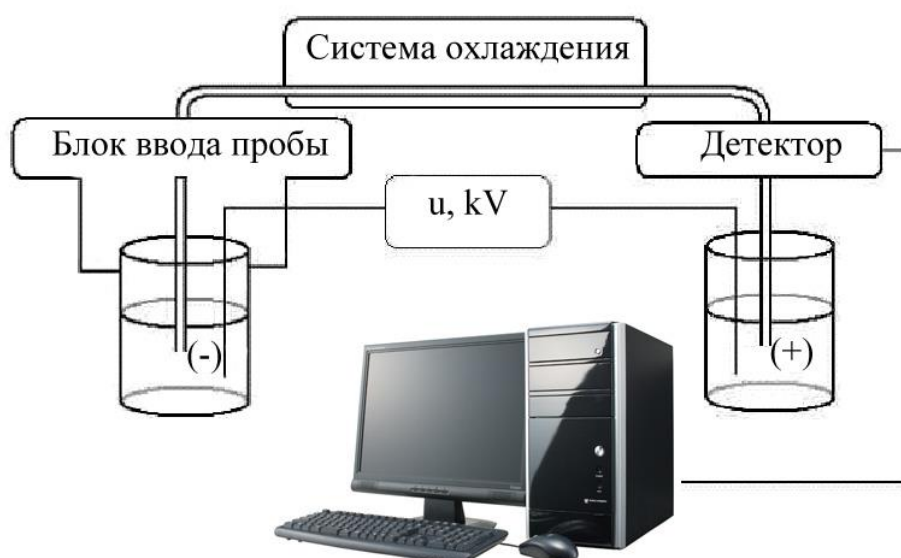 Система охлаждения
Блок ввода пробы
Детектор
u, kV
(-)
(+)